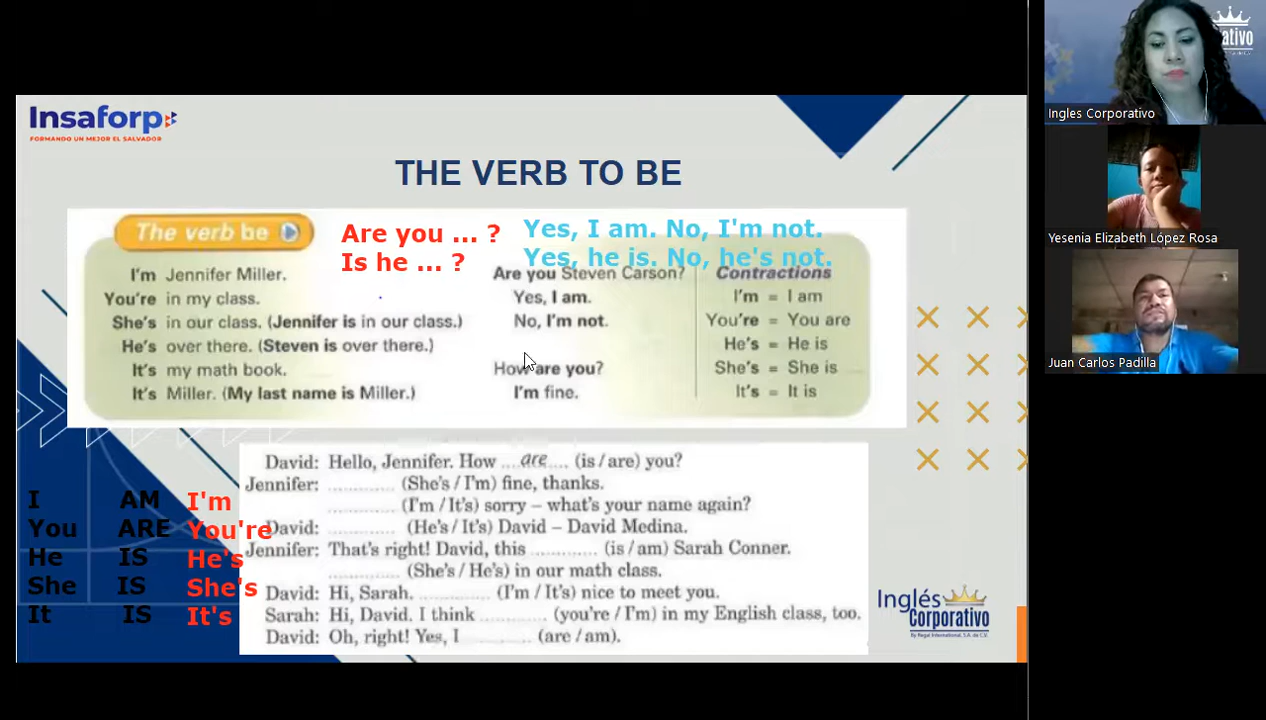 ativo
Ingles Corporativo
Yesenia Elizabeth López Rosa
Juan Carlos Padilla
Insaforp
FORMANDO UN MEJOR EL SALVADOR
THE VERB TO BE
The verb be
Are you ... ?
Is he ... ?
Yes, I am. No, I'm not.
Yes, he is. No, he's not.
I'm Jennifer Miller.
You're in my class.
She's in our class. (Jennifer is in our class.)
He's over there. (Steven is over there.)
It's my math book.
It's Miller. (My last name is Miller.)
Are you Steven Carson?
Yes, I am.
No, I'm not.
How are you?
I'm fine.
Contractions
I'm = I am
You're = You are
He's = He is
She's = She is
It's = It is
I AM I'm
You ARE You're
He IS He's
She IS She's
It IS It's
David: Hello, Jennifer. How ....are.... (is / are) you?
Jennifer: ............ (She's / I'm) fine, thanks.
............ (I'm / It's) sorry – what's your name again?
David: ............ (He's / It's) David – David Medina.
Jennifer: That's right! David, this ............ (is / am) Sarah Conner.
............ (She's / He's) in our math class.
David: Hi, Sarah. ............ (I'm / It's) nice to meet you.
Sarah: Hi, David. I think ............ (you're / I'm) in my English class, too.
David: Oh, right! Yes, I ............ (are / am).
Inglés
Corporativo
By Regal International, S.A. de C.V.